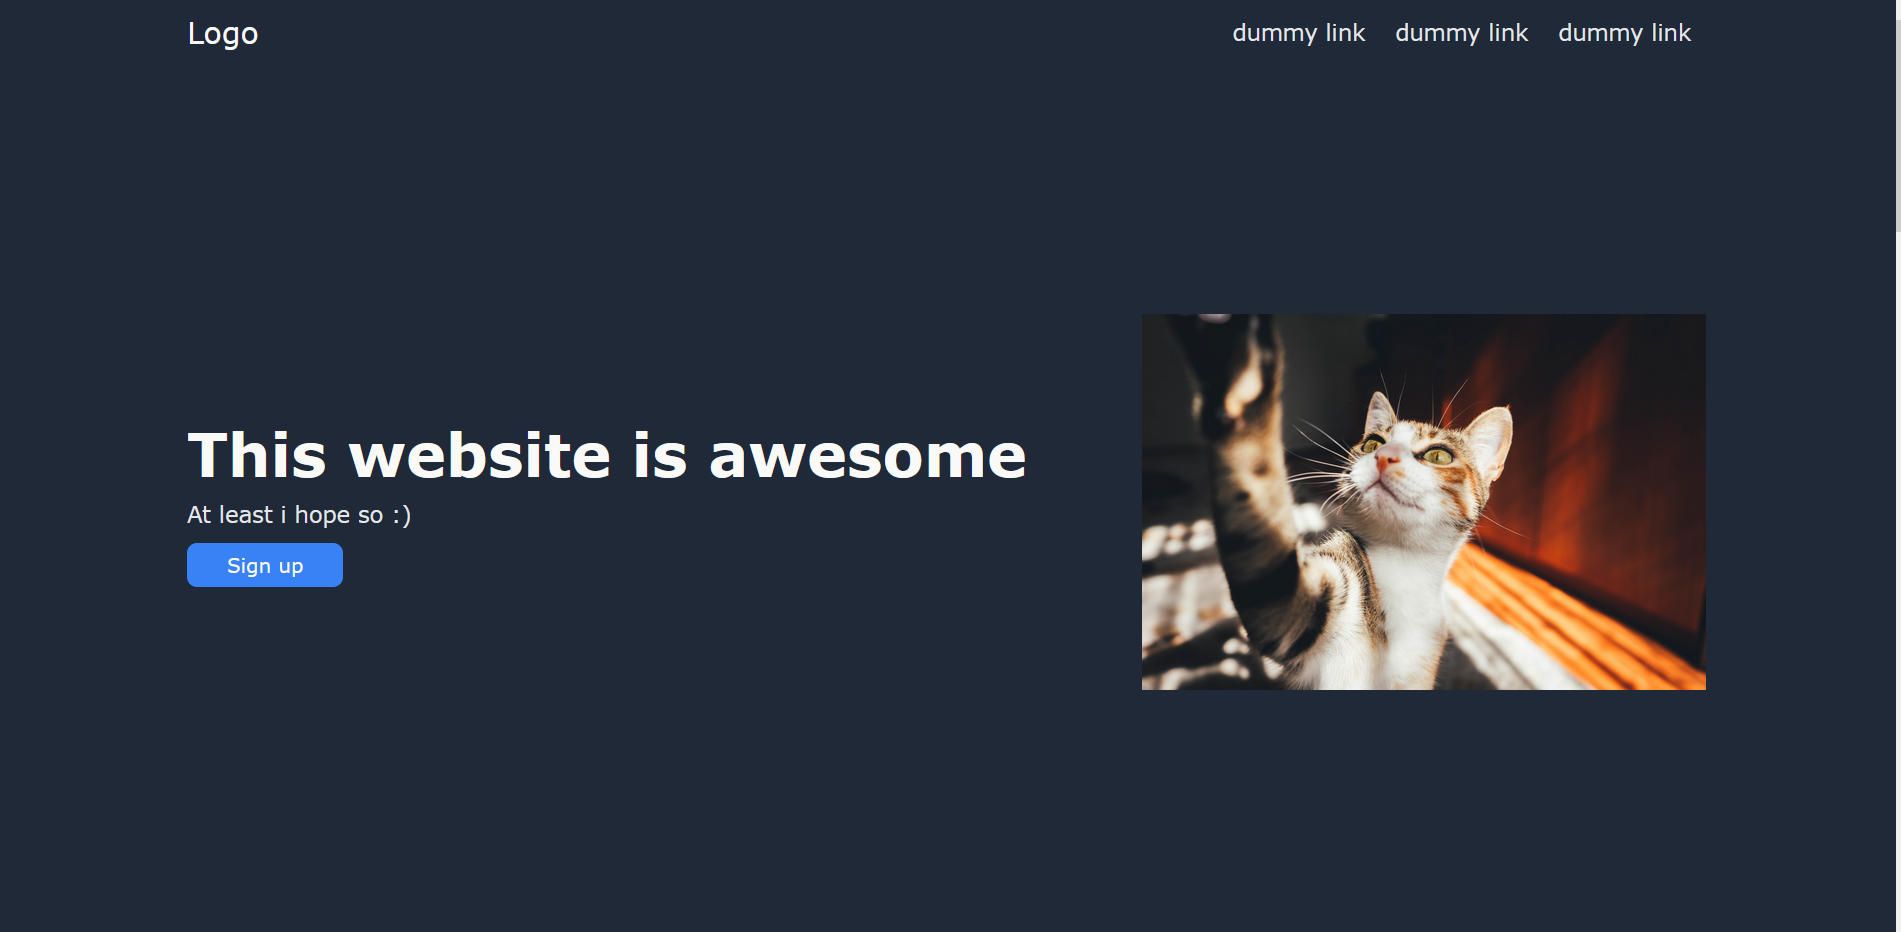 Logo
dummy link dummy link dummy link
This website is awesome
At least i hope so :)
Sign up